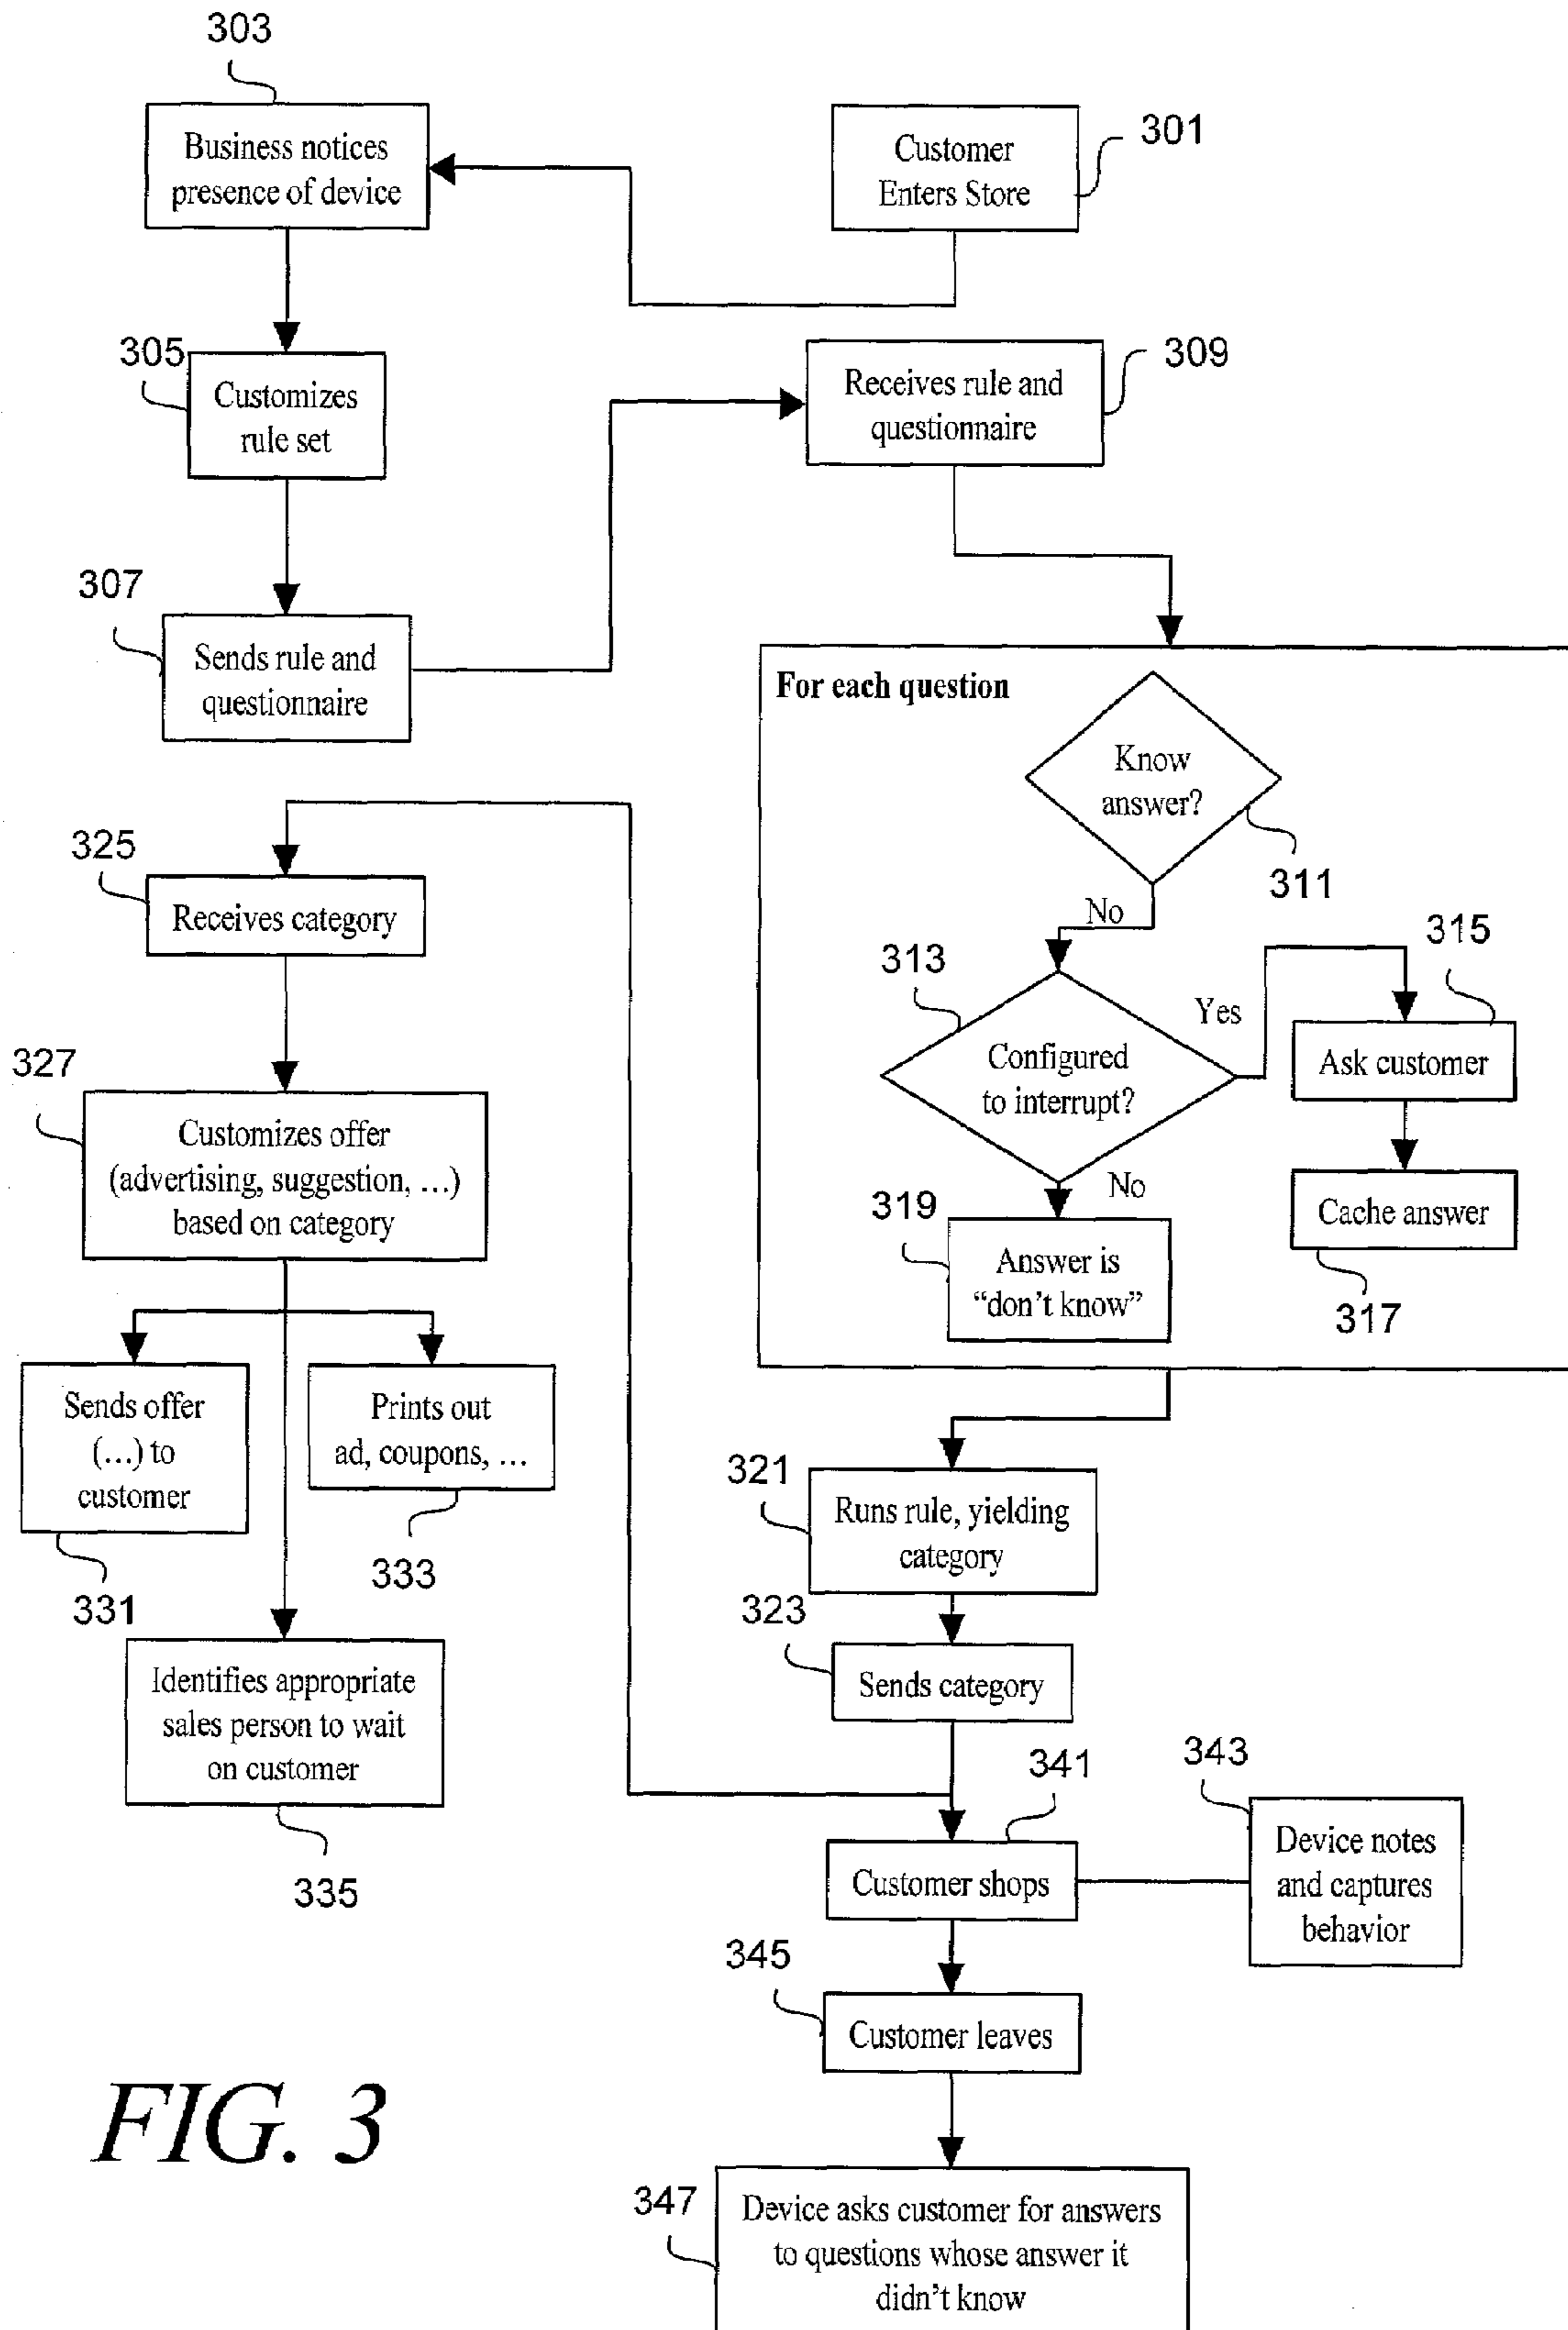 303
Business notices
presence of device
301
Customer
Enters Store
305
Customizes
rule set
309
Receives rule and
questionnaire
307
Sends rule and
questionnaire
For each question
Know
answer?
311
No
313
Configured
to interrupt?
Yes
315
Ask customer
Cache answer
317
No
319
Answer is
“don’t know”
321
Runs rule, yielding
category
323
Sends category
325
Receives category
327
Customizes offer
(advertising, suggestion, ...)
based on category
Sends offer
(...) to
customer
331
Prints out
ad, coupons, ...
333
Identifies appropriate
sales person to wait
on customer
335
341
Customer shops
343
Device notes
and captures
behavior
345
Customer leaves
347
Device asks customer for answers
to questions whose answer it
didn’t know
FIG. 3